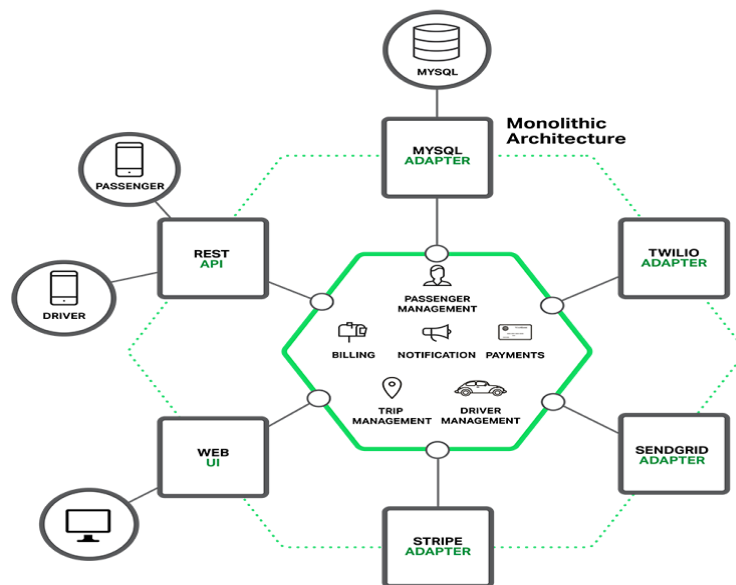 MYSQL
Monolithic
Architecture
MYSQL
ADAPTER
PASSENGER
REST
API
TWILIO
ADAPTER
DRIVER
PASSENGER
MANAGEMENT
BILLING
NOTIFICATION
PAYMENTS
TRIP
MANAGEMENT
DRIVER
MANAGEMENT
WEB
UI
SENDGRID
ADAPTER
STRIPE
ADAPTER